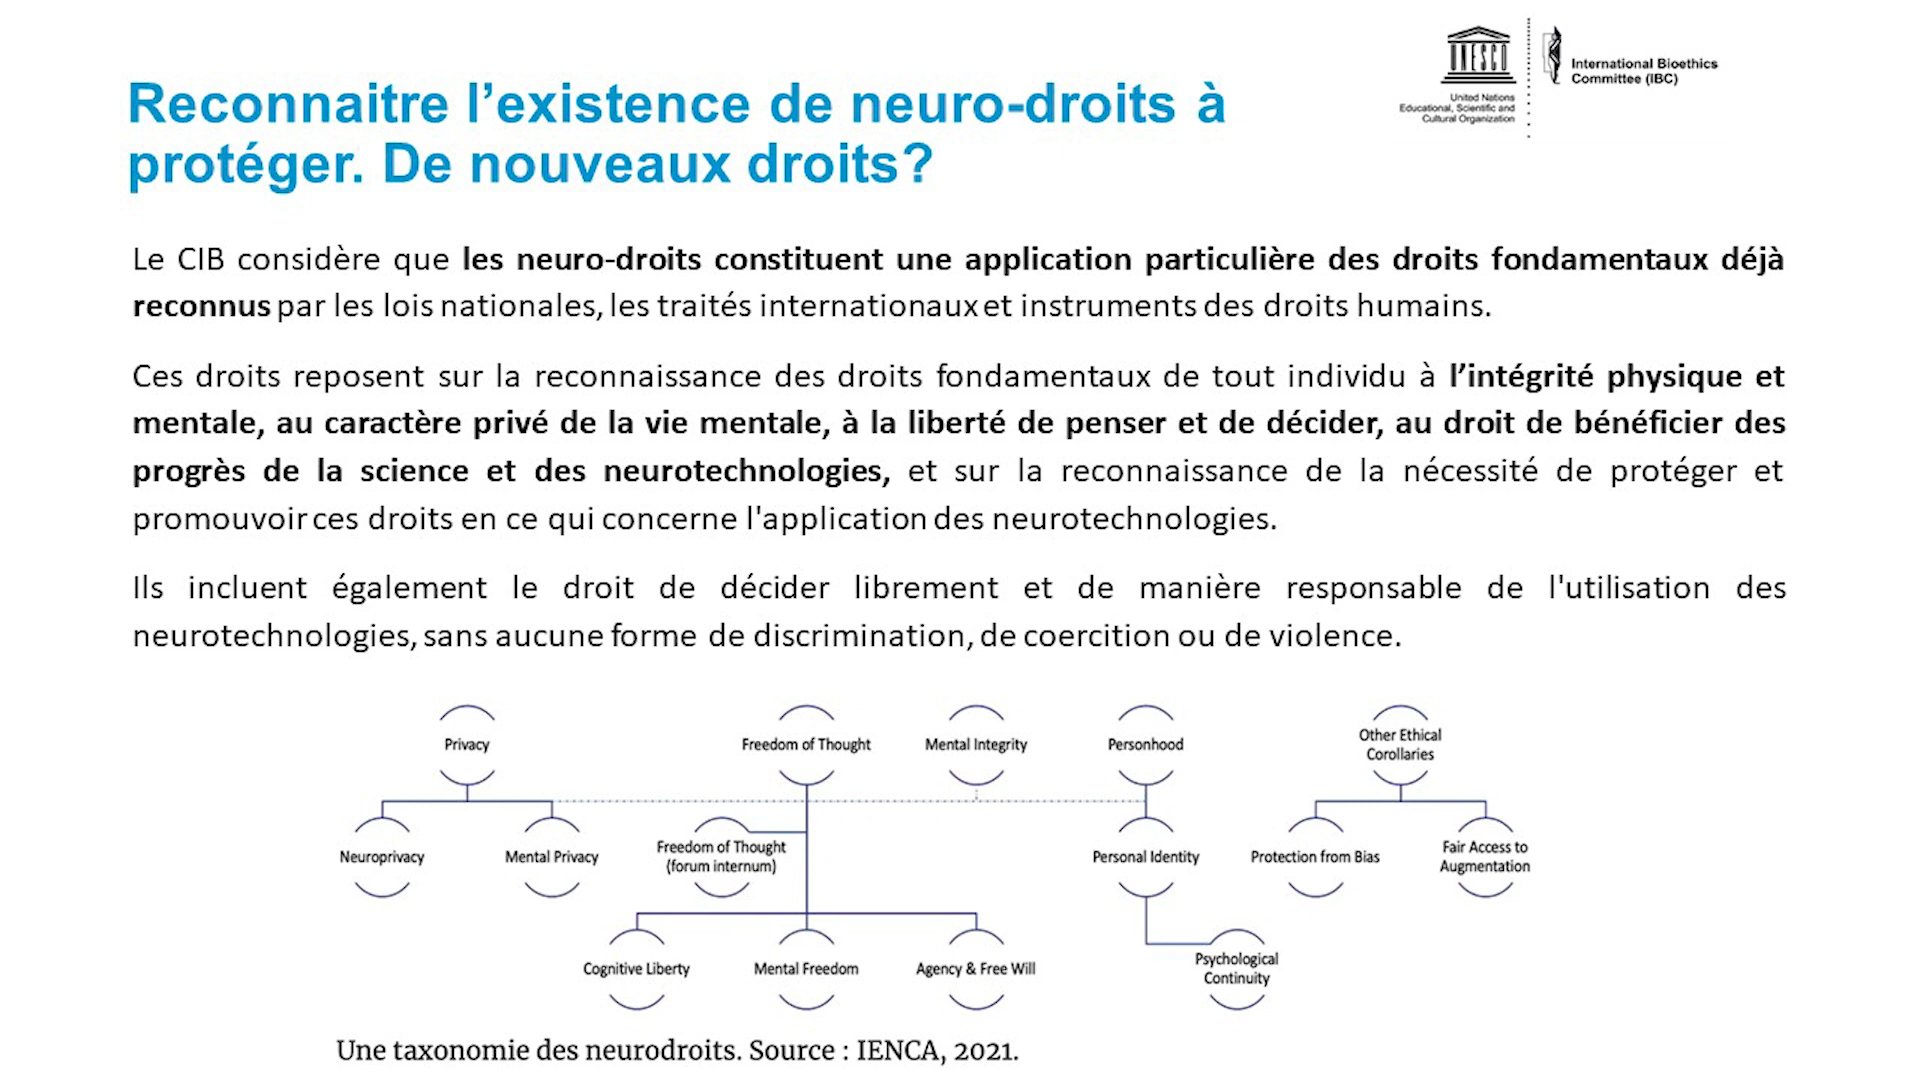 UNESCO
United Nations
Educational, Scientific and
Cultural Organization
International Bioethics
Committee (IBC)
Reconnaitre l’existence de neuro-droits à
protéger. De nouveaux droits?
Le CIB considère que les neuro-droits constituent une application particulière des droits fondamentaux déjà
reconnus par les lois nationales, les traités internationaux et instruments des droits humains.
Ces droits reposent sur la reconnaissance des droits fondamentaux de tout individu à l’intégrité physique et
mentale, au caractère privé de la vie mentale, à la liberté de penser et de décider, au droit de bénéficier des
progrès de la science et des neurotechnologies, et sur la reconnaissance de la nécessité de protéger et
promouvoir ces droits en ce qui concerne l'application des neurotechnologies.
Ils incluent également le droit de décider librement et de manière responsable de l'utilisation des
neurotechnologies, sans aucune forme de discrimination, de coercition ou de violence.
Privacy
Freedom of Thought
Mental Integrity
Personhood
Other Ethical
Corollaries
Neuroprivacy
Mental Privacy
Freedom of Thought
(forum internum)
Personal Identity
Protection from Bias
Fair Access to
Augmentation
Cognitive Liberty
Mental Freedom
Agency & Free Will
Psychological
Continuity
Une taxonomie des neurodroits. Source : IENCA, 2021.